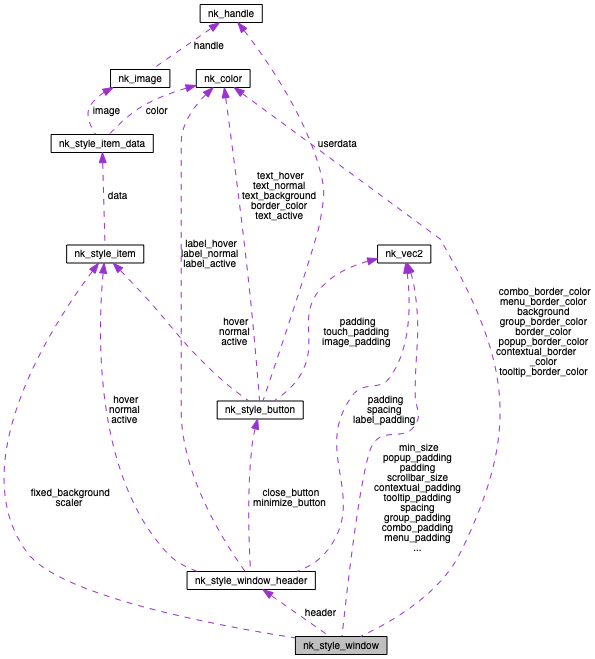 nk_handle
handle
nk_image
nk_color
image
color
nk_style_item_data
userdata
text_hover
text_normal
text_background
border_color
text_active
data
label_hover
label_normal
label_active
nk_style_item
nk_vec2
combo_border_color
menu_border_color
background
group_border_color
border_color
popup_border_color
contextual_border
_color
tooltip_border_color
hover
normal
active
padding
touch_padding
image_padding
nk_style_button
hover
normal
active
padding
spacing
label_padding
min_size
popup_padding
padding
scrollbar_size
contextual_padding
tooltip_padding
spacing
group_padding
combo_padding
menu_padding
...
fixed_background
scaler
close_button
minimize_button
nk_style_window_header
header
nk_style_window